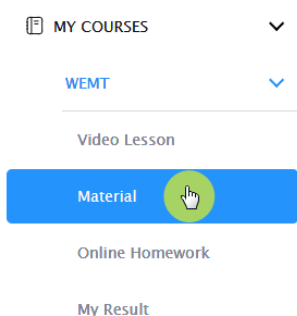 MY COURSES
WEMT
Video Lesson
Material
Online Homework
My Result